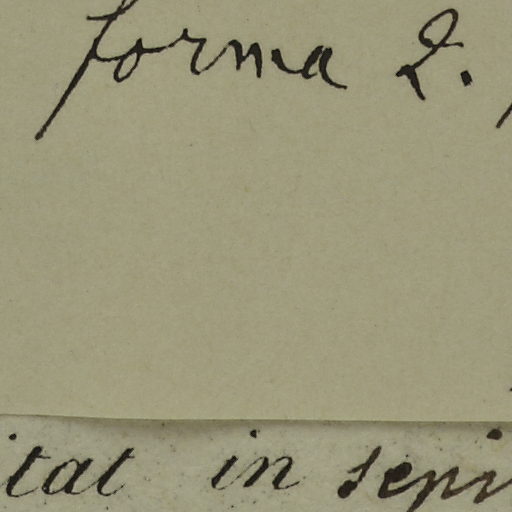 forma 2.
itat in sepi